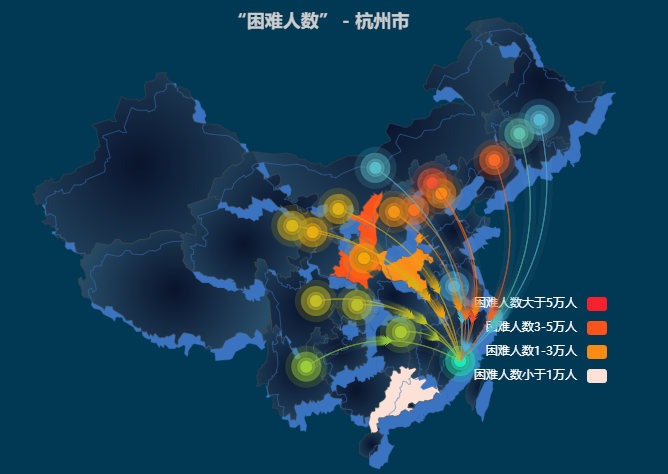 “困难人数” - 杭州市
困难人数大于5万人
困难人数3-5万人
困难人数1-3万人
困难人数小于1万人